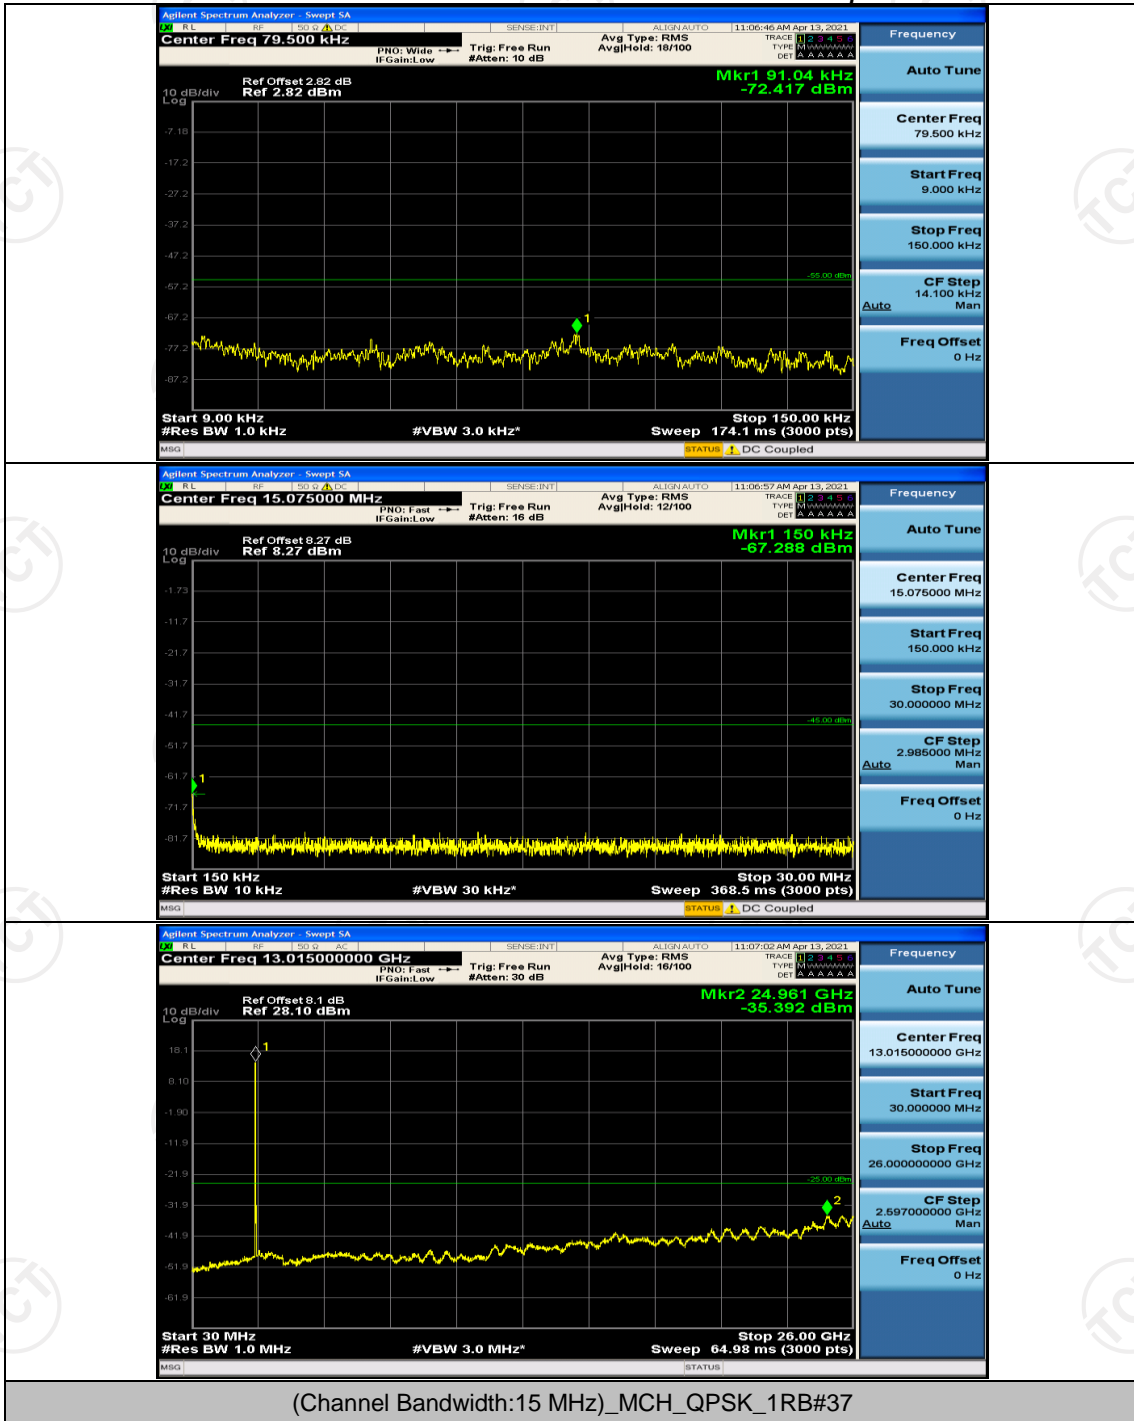 Agilent Spectrum Analyzer - Swept SA
LXI RL RF 50 Ω DC SENSE:INT ALIGN AUTO 11:06:46 AM Apr 13, 2021
Center Freq 79.500 kHz
PNO: Wide
IFGain:Low
Trig: Free Run
#Atten: 10 dB
Avg Type: RMS
Avg|Hold: 18/100
TRACE 1 2 3 4 5 6
TYPE M
DET A A A A A A
Ref Offset 2.82 dB
10 dB/div Ref 2.82 dBm
Log
Mkr1 91.04 kHz
-72.417 dBm
-7.18
-17.2
-27.2
-37.2
-47.2
-55.00 dBm
-57.2
-67.2
1
-77.2
-87.2
Start 9.00 kHz
Stop 150.00 kHz
#Res BW 1.0 kHz #VBW 3.0 kHz* Sweep 174.1 ms (3000 pts)
MSG STATUS DC Coupled
Frequency
Auto Tune
Center Freq
79.500 kHz
Start Freq
9.000 kHz
Stop Freq
150.000 kHz
CF Step
14.100 kHz
Auto Man
Freq Offset
0 Hz
Agilent Spectrum Analyzer - Swept SA
LXI RL RF 50 Ω DC SENSE:INT ALIGN AUTO 11:06:57 AM Apr 13, 2021
Center Freq 15.075000 MHz
PNO: Fast
IFGain:Low
Trig: Free Run
#Atten: 16 dB
Avg Type: RMS
Avg|Hold: 12/100
TRACE 1 2 3 4 5 6
TYPE M
DET A A A A A A
Ref Offset 8.27 dB
10 dB/div Ref 8.27 dBm
Log
Mkr1 150 kHz
-67.288 dBm
-1.73
-11.7
-21.7
-31.7
-41.7
-45.00 dBm
-51.7
-61.7
1
-71.7
-81.7
Start 150 kHz
Stop 30.00 MHz
#Res BW 10 kHz #VBW 30 kHz* Sweep 368.5 ms (3000 pts)
MSG STATUS DC Coupled
Frequency
Auto Tune
Center Freq
15.075000 MHz
Start Freq
150.000 kHz
Stop Freq
30.000000 MHz
CF Step
2.985000 MHz
Auto Man
Freq Offset
0 Hz
Agilent Spectrum Analyzer - Swept SA
LXI RL RF 50 Ω AC SENSE:INT ALIGN AUTO 11:07:02 AM Apr 13, 2021
Center Freq 13.015000000 GHz
PNO: Fast
IFGain:Low
Trig: Free Run
#Atten: 30 dB
Avg Type: RMS
Avg|Hold: 16/100
TRACE 1 2 3 4 5 6
TYPE M
DET A A A A A A
Ref Offset 8.1 dB
10 dB/div Ref 28.10 dBm
Log
Mkr2 24.961 GHz
-35.392 dBm
1
18.1
8.10
-1.90
-11.9
-21.9
-25.00 dBm
2
-31.9
-41.9
-51.9
-61.9
Start 30 MHz
Stop 26.00 GHz
#Res BW 1.0 MHz #VBW 3.0 MHz* Sweep 64.98 ms (3000 pts)
MSG STATUS
Frequency
Auto Tune
Center Freq
13.015000000 GHz
Start Freq
30.000000 MHz
Stop Freq
26.000000000 GHz
CF Step
2.597000000 GHz
Auto Man
Freq Offset
0 Hz
(Channel Bandwidth:15 MHz)_MCH_QPSK_1RB#37
TCT